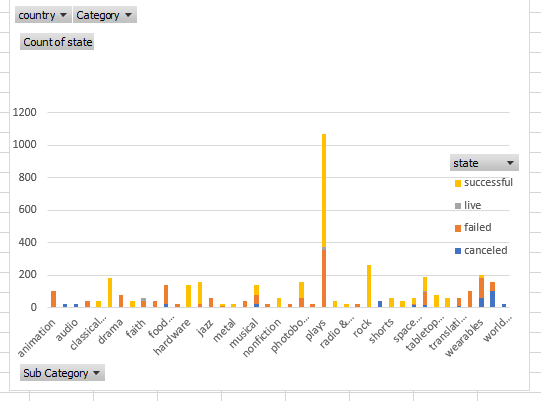 country Category
Count of state
1200
1000
800
600
400
200
0
state
successful
live
failed
canceled
animation
audio
classical...
drama
faith
food...
hardware
jazz
metal
musical
nonfiction
photobo...
plays
radio &...
rock
shorts
space...
tabletop...
translati...
wearables
world...
Sub Category